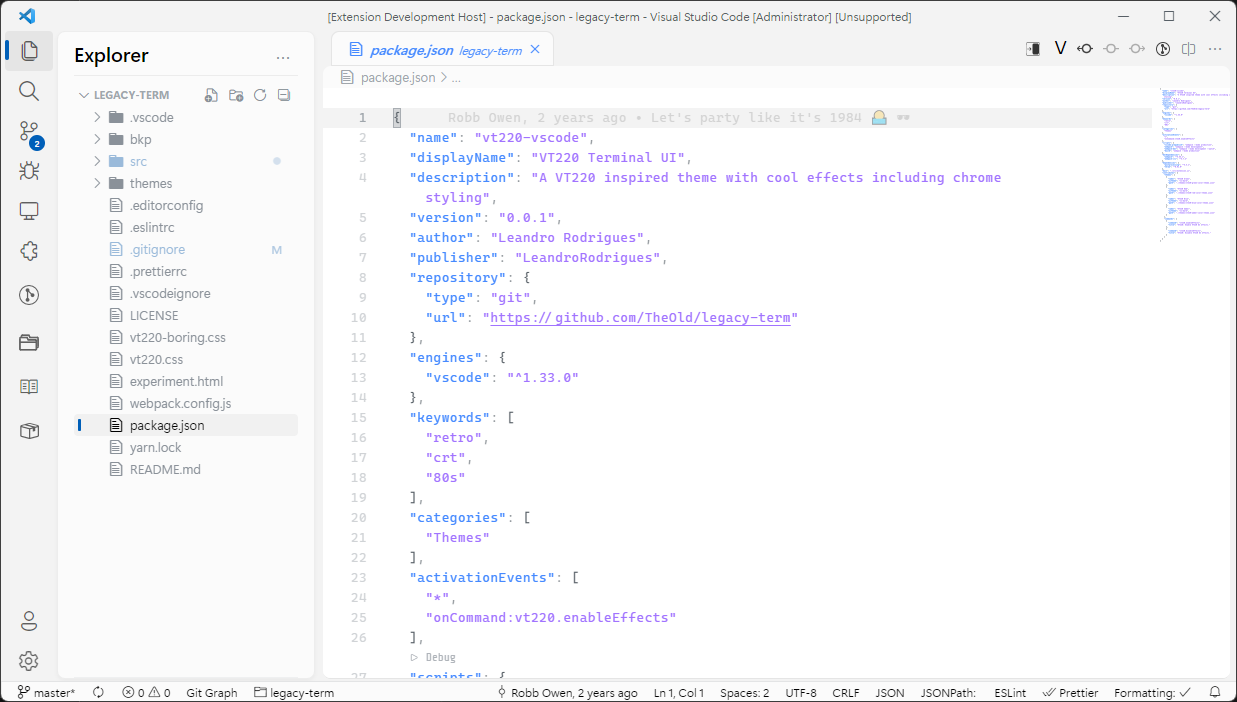 [Extension Development Host] - package.json - legacy-term - Visual Studio Code [Administrator] [Unsupported]
Explorer
...
LEGACY-TERM
.vscode
bkp
src
themes
.editorconfig
.eslintrc
.gitignore M
.prettierrc
.vscodeignore
LICENSE
vt220-boring.css
vt220.css
experiment.html
webpack.config.js
package.json
yarn.lock
README.md
2
package.json legacy-term
package.json > ...
1 { Robb Owen, 2 years ago • Let's party like it's 1984
2 "name": "vt220-vscode",
3 "displayName": "VT220 Terminal UI",
4 "description": "A VT220 inspired theme with cool effects including chrome
styling",
5 "version": "0.0.1",
6 "author": "Leandro Rodrigues",
7 "publisher": "LeandroRodrigues",
8 "repository": {
9 "type": "git",
10 "url": "https://github.com/TheOld/legacy-term"
11 },
12 "engines": {
13 "vscode": "^1.33.0"
14 },
15 "keywords": [
16 "retro",
17 "crt",
18 "80s"
19 ],
20 "categories": [
21 "Themes"
22 ],
23 "activationEvents": [
24 "*",
25 "onCommand:vt220.enableEffects"
26 ],
▷ Debug
27 "scripts": {
master* 0 0 Git Graph legacy-term Robb Owen, 2 years ago Ln 1, Col 1 Spaces: 2 UTF-8 CRLF JSON JSONPath: ESLint Prettier Formatting: ✓